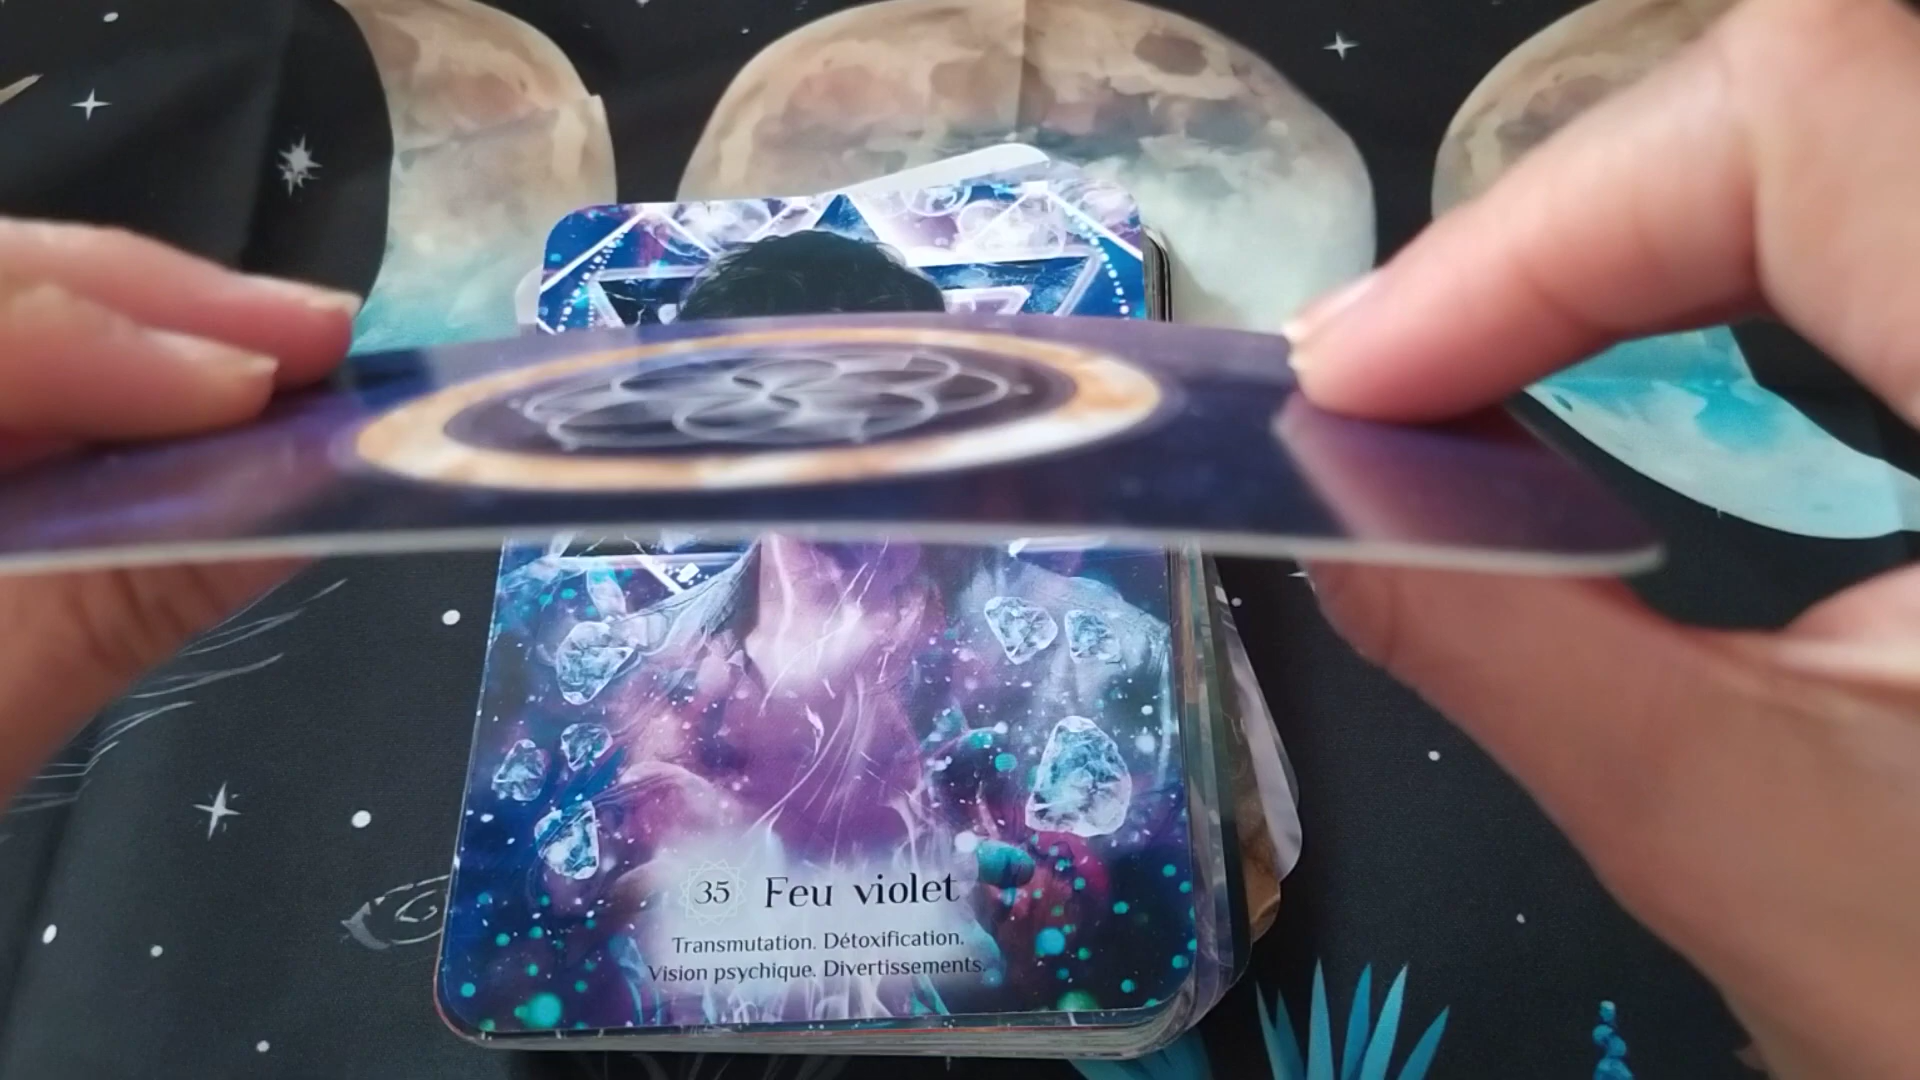 35 Feu violet
Transmutation. Détoxification.
Vision psychique. Divertissements.